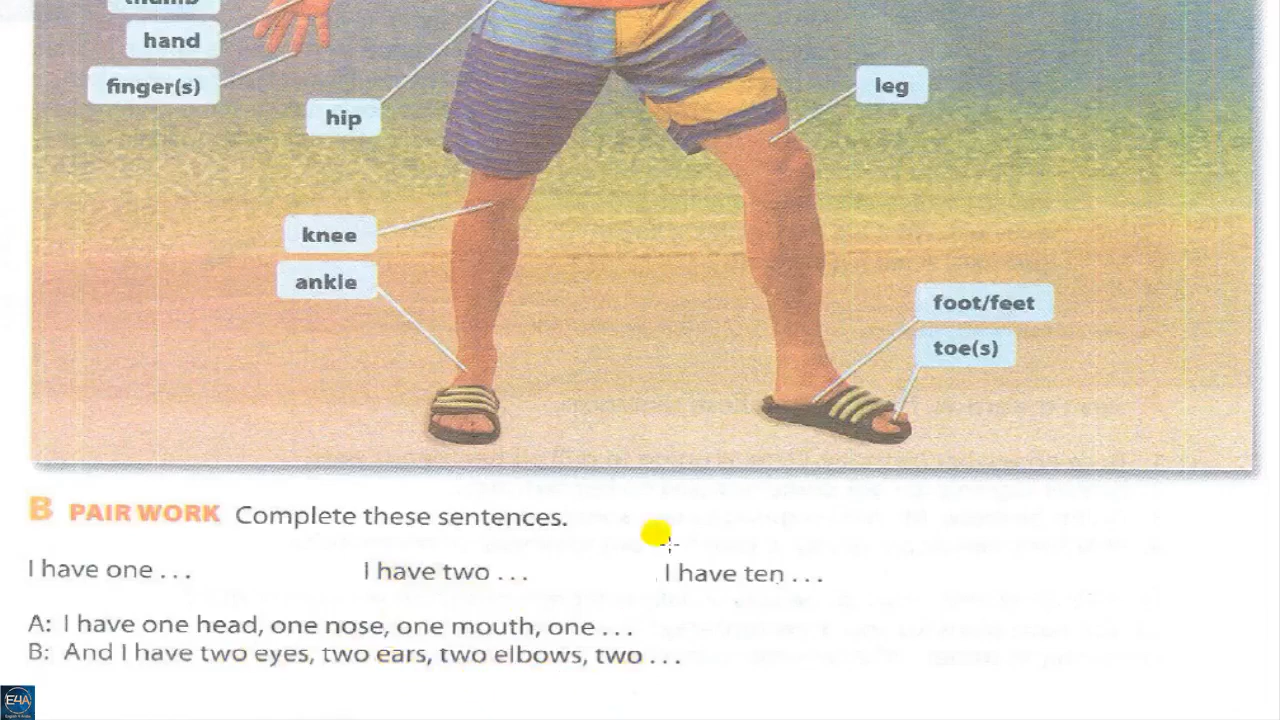 hand
finger(s)
hip
leg
knee
ankle
foot/feet
toe(s)
B PAIR WORK Complete these sentences.
I have one . . . I have two . . . I have ten . . .
A: I have one head, one nose, one mouth, one . . .
B: And I have two eyes, two ears, two elbows, two . . .
E4A